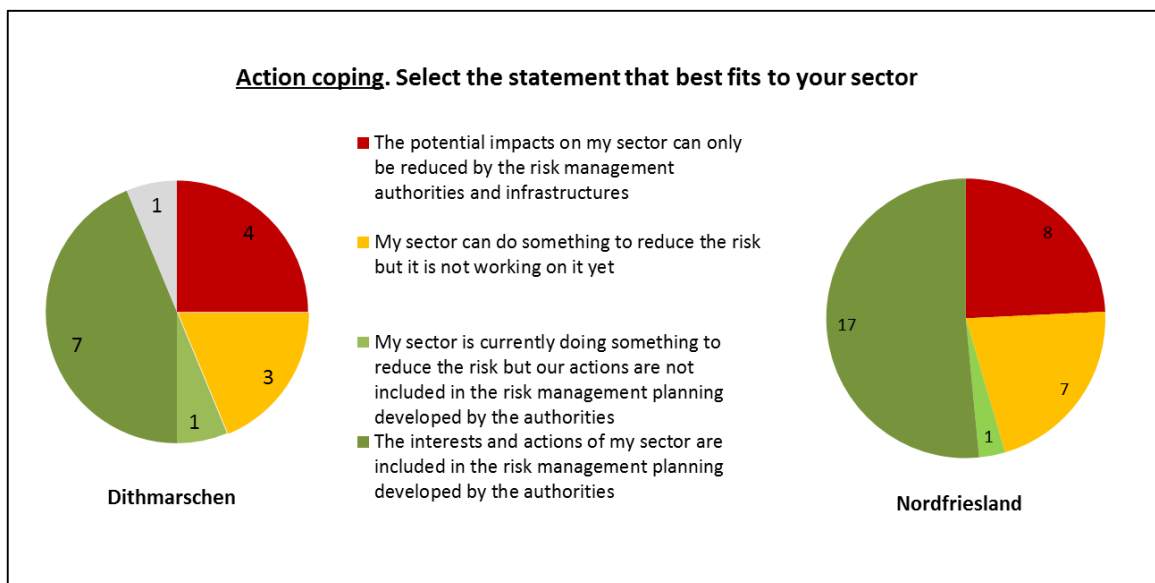 Action coping. Select the statement that best fits to your sector
The potential impacts on my sector can only
be reduced by the risk management
authorities and infrastructures
My sector can do something to reduce the risk
but it is not working on it yet
My sector is currently doing something to
reduce the risk but our actions are not
included in the risk management planning
developed by the authorities
The interests and actions of my sector are
included in the risk management planning
developed by the authorities
1
4
7
3
1
Dithmarschen
8
17
7
1
Nordfriesland